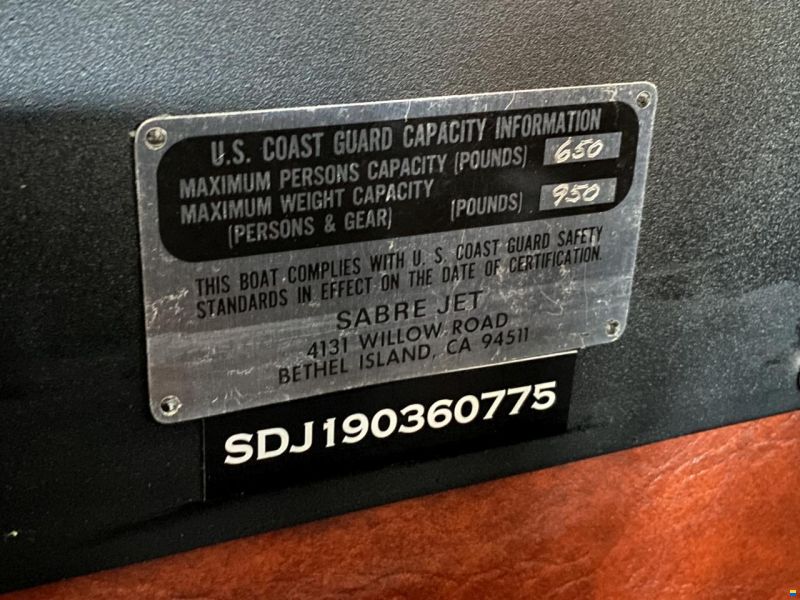 U.S. COAST GUARD CAPACITY INFORMATION
MAXIMUM PERSONS CAPACITY (POUNDS) 650
MAXIMUM WEIGHT CAPACITY
(PERSONS & GEAR) (POUNDS) 950
THIS BOAT COMPLIES WITH U. S. COAST GUARD SAFETY
STANDARDS IN EFFECT ON THE DATE OF CERTIFICATION.
SABRE JET
4131 WILLOW ROAD
BETHEL ISLAND, CA 94511
SDJ190360775